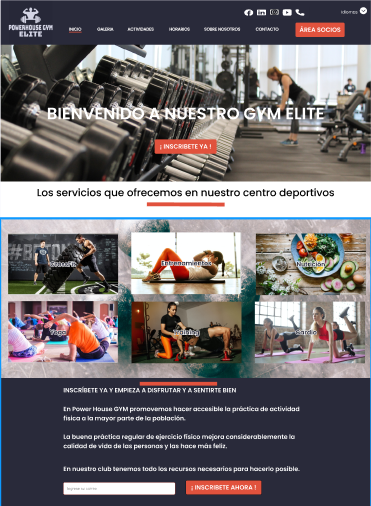 POWERHOUSE GYM
ELITE
Idiomas
INICIO
GALERIA
ACTIVIDADES
HORARIOS
SOBRE NOSOTROS
CONTACTO
ÁREA SOCIOS
BIENVENIDO A NUESTRO GYM ELITE
¡ INSCRIBETE YA !
Los servicios que ofrecemos en nuestro centro deportivos
CrossFit
Entrenamientos
Nutrición
Yoga
Training
Cardio
INSCRÍBETE YA Y EMPIEZA A DISFRUTAR Y A SENTIRTE BIEN
En Power House GYM promovemos hacer accesible la práctica de actividad
física a la mayor parte de la población.
La buena práctica regular de ejercicio físico mejora considerablemente la
calidad de vida de las personas y las hace más feliz.
En nuestro club tenemos todo los recursos necesarios para hacerlo posible.
¡ INSCRIBETE AHORA !